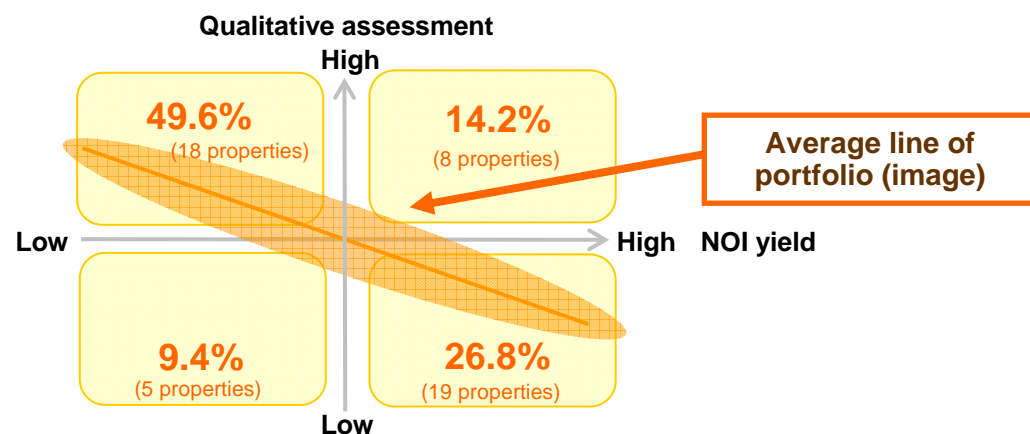 Qualitative assessment
High
49.6%
(18 properties)
14.2%
(8 properties)
Average line of
portfolio (image)
Low
High NOI yield
9.4%
(5 properties)
26.8%
(19 properties)
Low